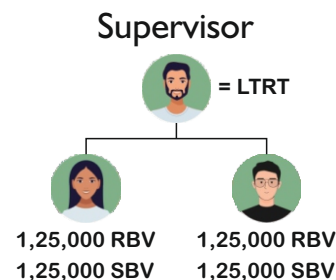 Supervisor
= LTRT
1,25,000 RBV 1,25,000 RBV
1,25,000 SBV 1,25,000 SBV